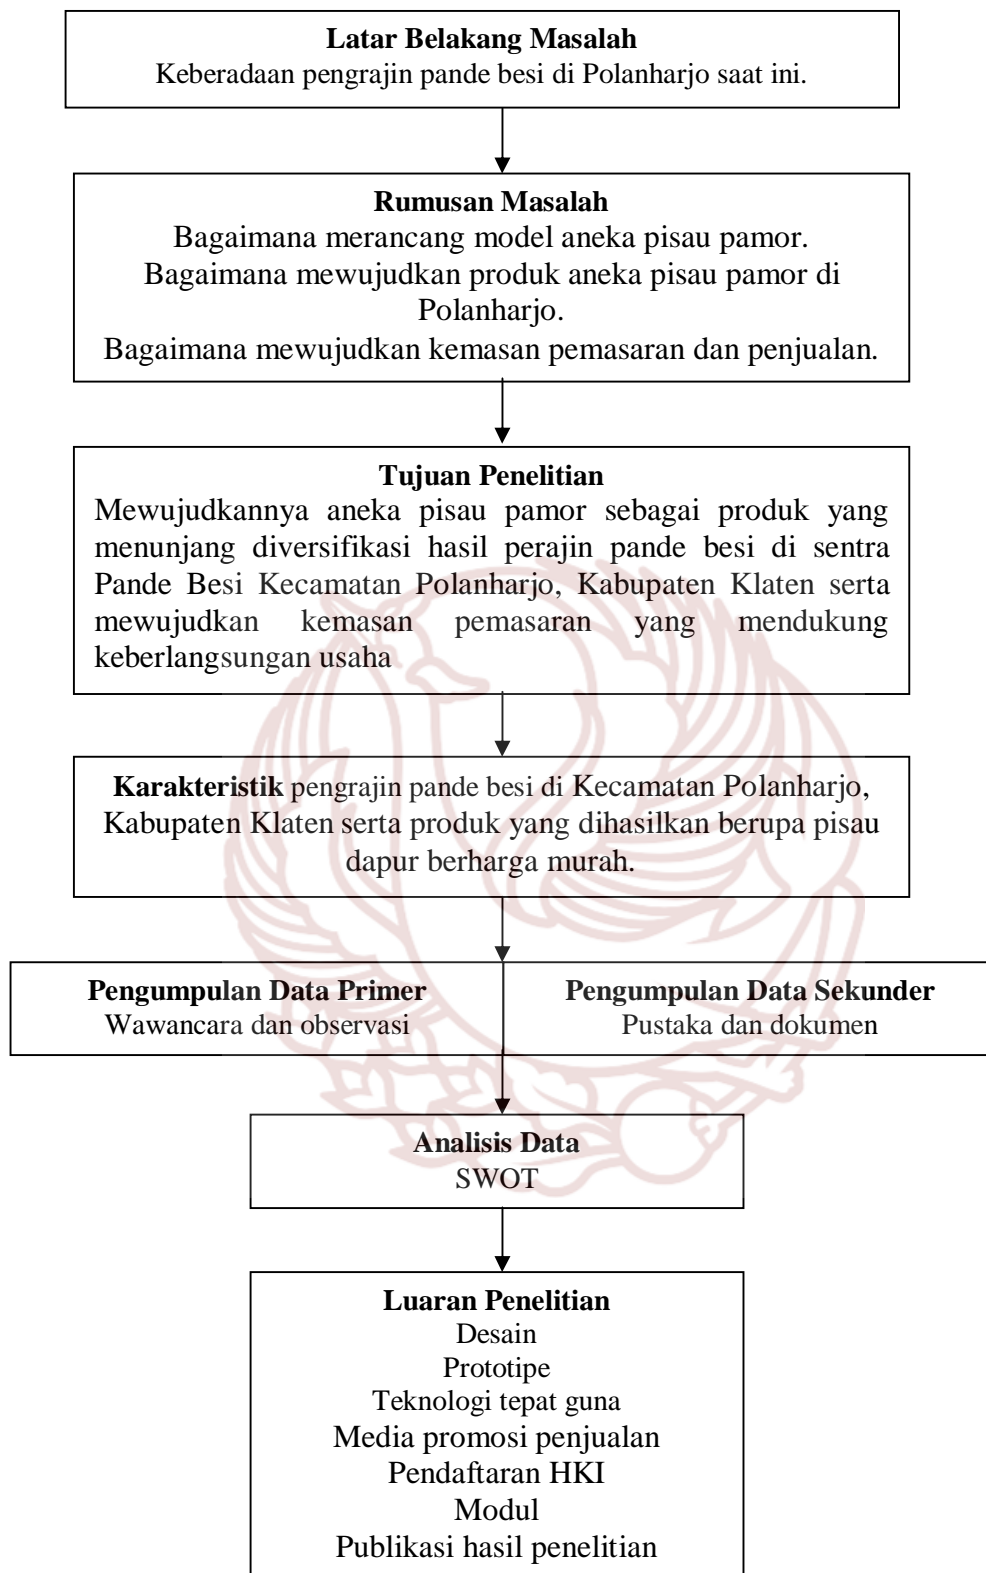 Latar Belakang Masalah
Keberadaan pengrajin pande besi di Polanharjo saat ini.
Rumusan Masalah
Bagaimana merancang model aneka pisau pamor.
Bagaimana mewujudkan produk aneka pisau pamor di
Polanharjo.
Bagaimana mewujudkan kemasan pemasaran dan penjualan.
Tujuan Penelitian
Mewujudkannya aneka pisau pamor sebagai produk yang
menunjang diversifikasi hasil perajin pande besi di sentra
Pande Besi Kecamatan Polanharjo, Kabupaten Klaten serta
mewujudkan kemasan pemasaran yang mendukung
keberlangsungan usaha
Karakteristik pengrajin pande besi di Kecamatan Polanharjo,
Kabupaten Klaten serta produk yang dihasilkan berupa pisau
dapur berharga murah.
Pengumpulan Data Primer
Wawancara dan observasi
Pengumpulan Data Sekunder
Pustaka dan dokumen
Analisis Data
SWOT
Luaran Penelitian
Desain
Prototipe
Teknologi tepat guna
Media promosi penjualan
Pendaftaran HKI
Modul
Publikasi hasil penelitian